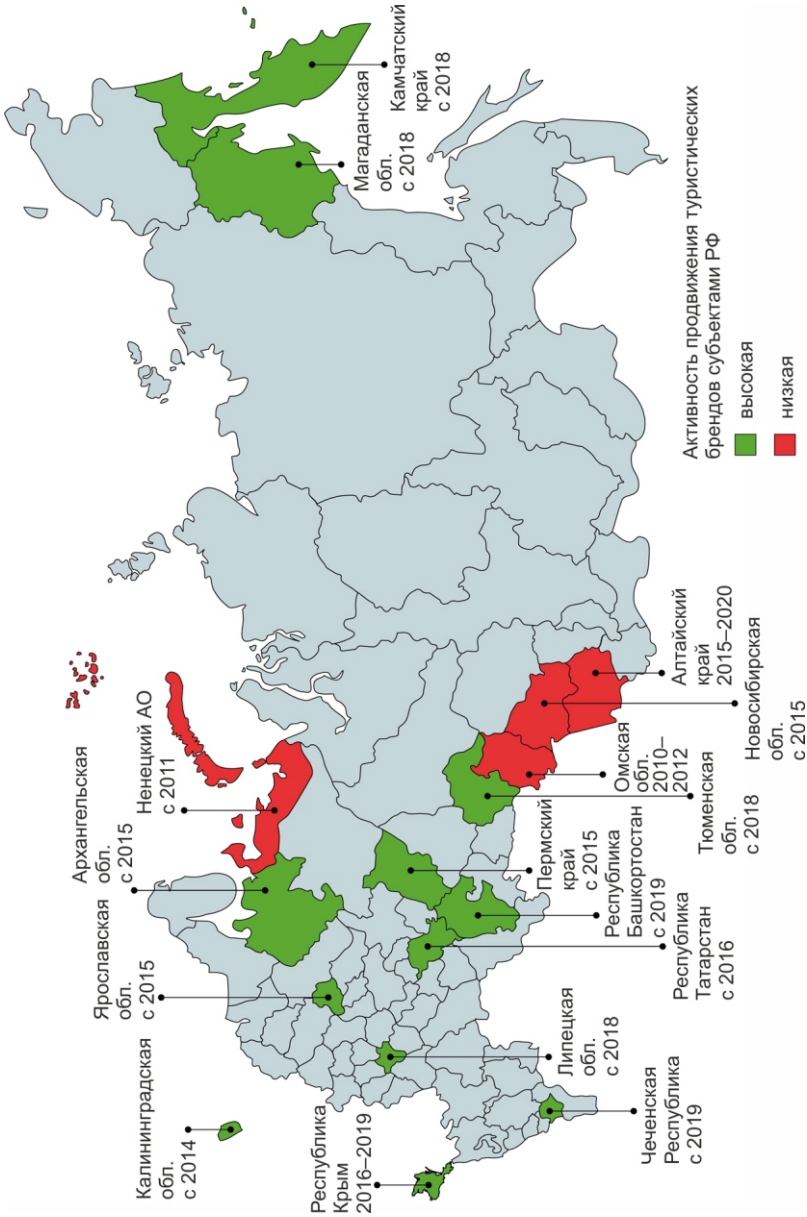 Калининградская
обл.
с 2014
Ярославская
обл.
с 2015
Архангельская
обл.
с 2015
Ненецкий АО
с 2011
Магаданская
обл.
с 2018
Камчатский
край
с 2018
Республика
Крым
2016–2019
Чеченская
Республика
с 2019
Липецкая
обл.
с 2018
Республика
Татарстан
с 2016
Республика
Башкортостан
с 2019
Пермский
край
с 2015
Тюменская
обл.
с 2018
Омская
обл.
2010–
2012
Новосибирская
обл.
с 2015
Алтайский
край
2015–2020
Активность продвижения туристических
брендов субъектами РФ
высокая
низкая